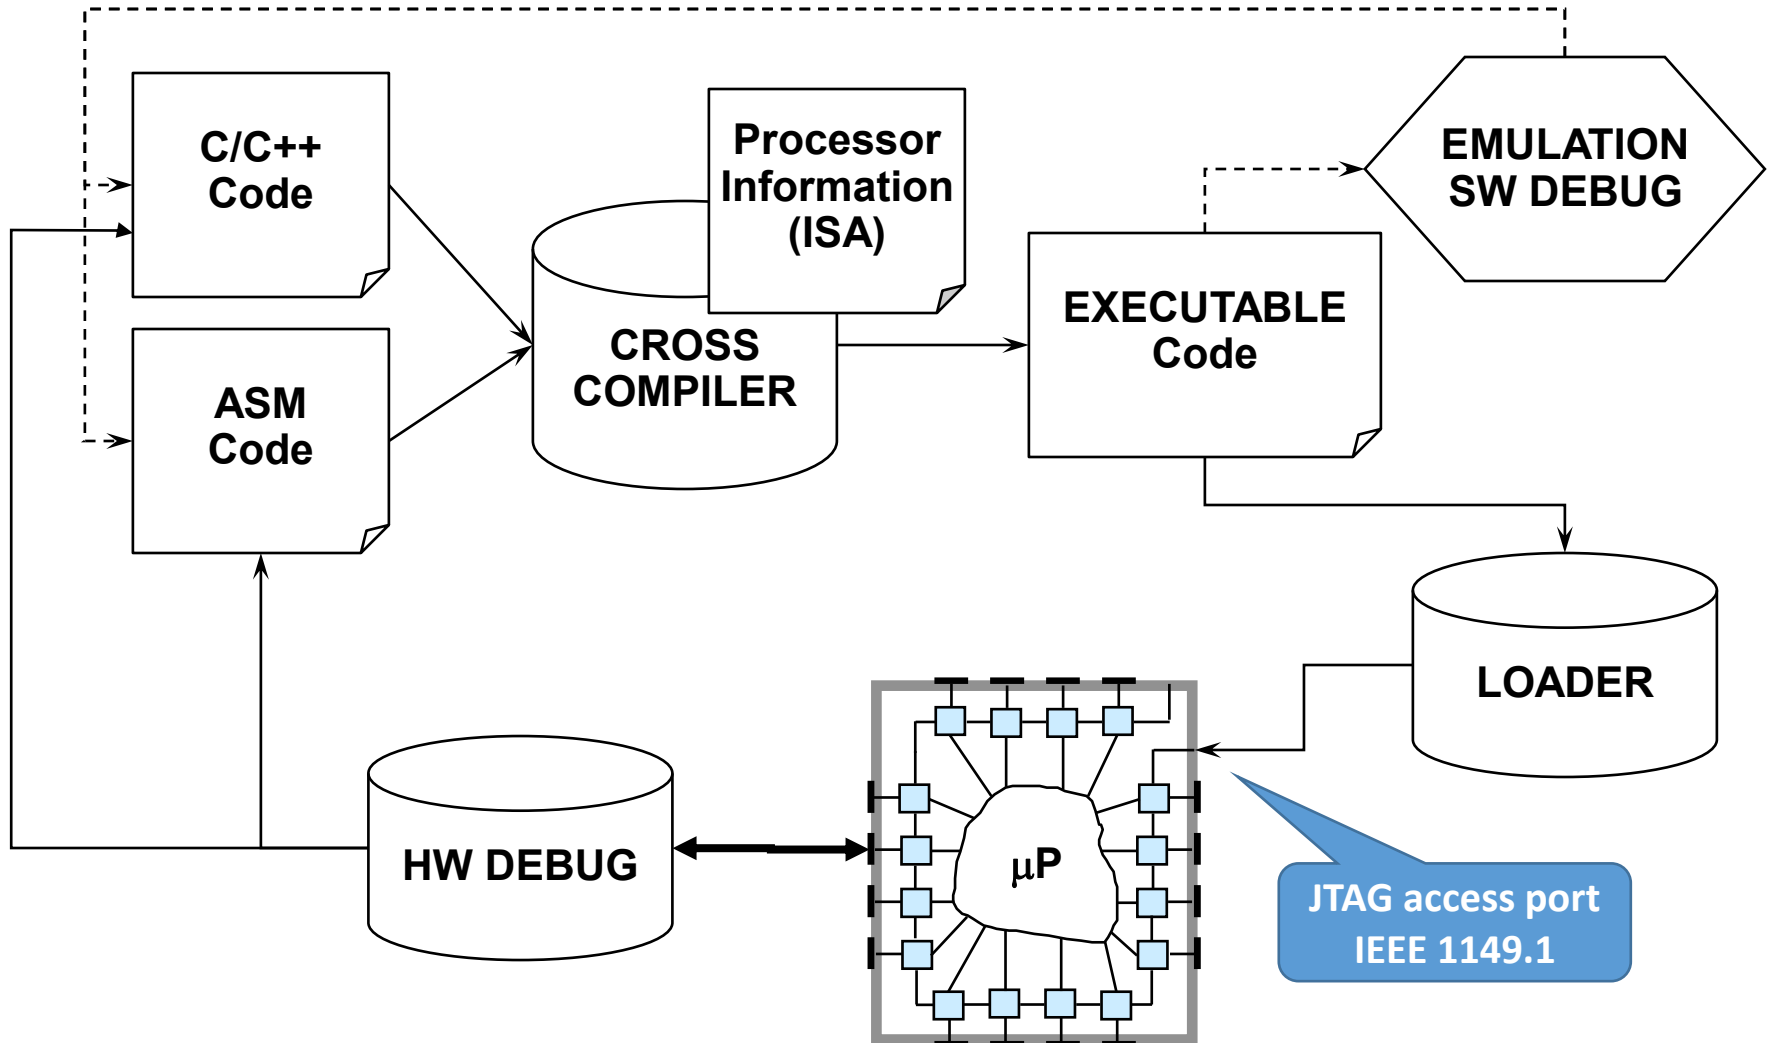 C/C++
Code
Processor
Information
(ISA)
EMULATION
SW DEBUG
EXECUTABLE
Code
CROSS
COMPILER
ASM
Code
LOADER
HW DEBUG
μP
JTAG access port
IEEE 1149.1